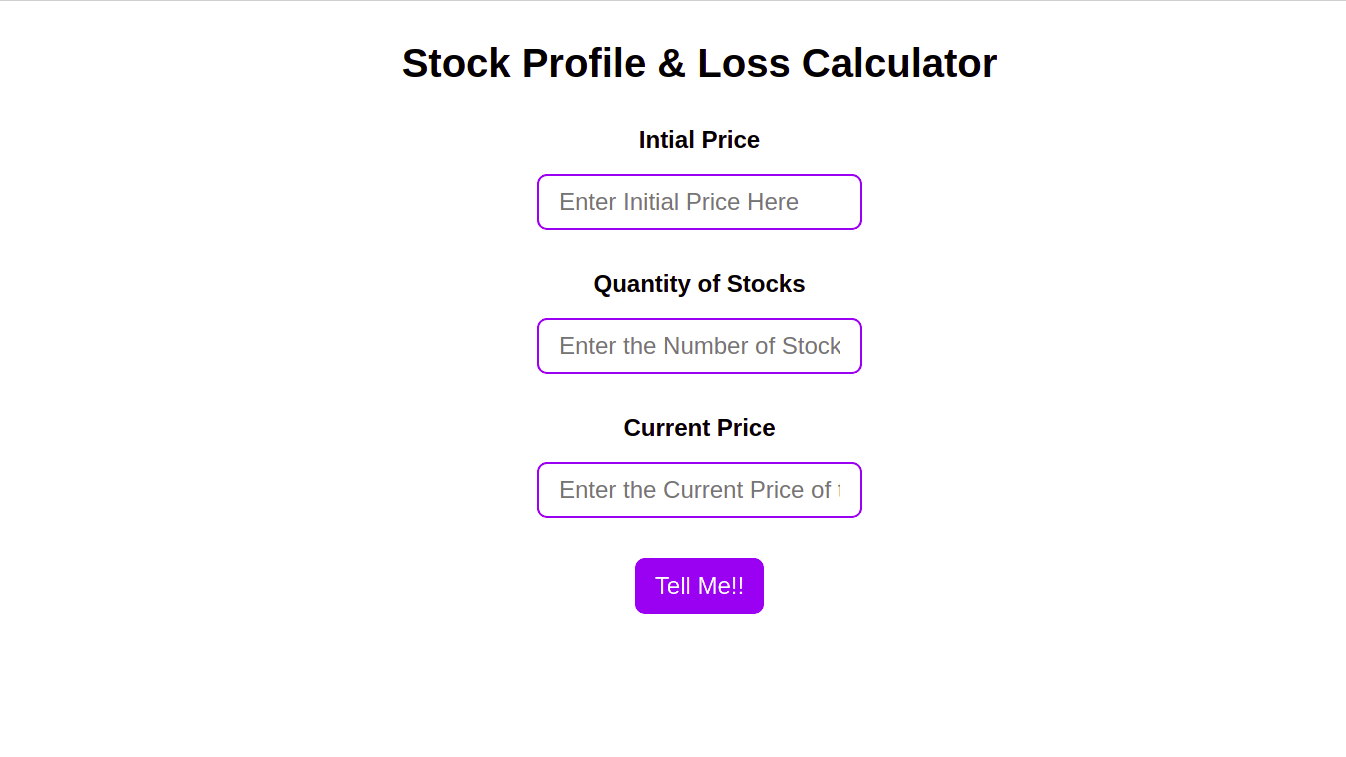 Stock Profile & Loss Calculator
Intial Price
Enter Initial Price Here
Quantity of Stocks
Enter the Number of Stock
Current Price
Enter the Current Price of
Tell Me!!